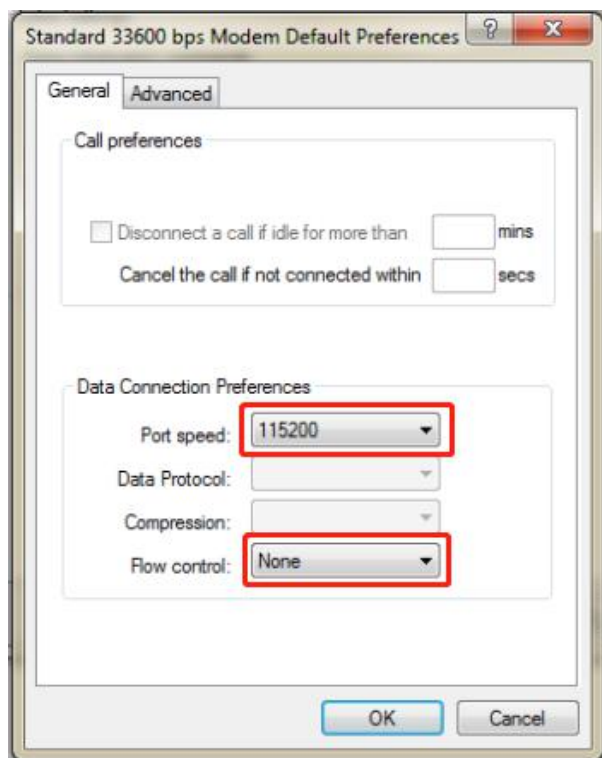 Standard 33600 bps Modem Default Preferences
General Advanced
Call preferences
Disconnect a call if idle for more than mins
Cancel the call if not connected within secs
Data Connection Preferences
Port speed: 115200
Data Protocol:
Compression:
Flow control: None
OK Cancel